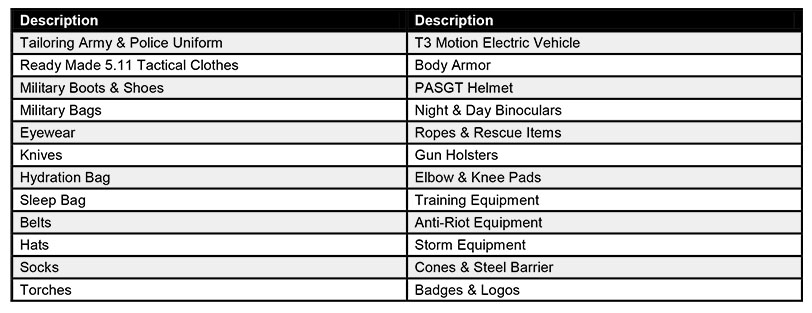 Description Description
Tailoring Army & Police Uniform T3 Motion Electric Vehicle
Ready Made 5.11 Tactical Clothes Body Armor
Military Boots & Shoes PASGT Helmet
Military Bags Night & Day Binoculars
Eyewear Ropes & Rescue Items
Knives Gun Holsters
Hydration Bag Elbow & Knee Pads
Sleep Bag Training Equipment
Belts Anti-Riot Equipment
Hats Storm Equipment
Socks Cones & Steel Barrier
Torches Badges & Logos